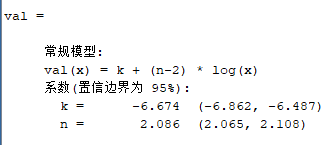 val =
常规模型:
val(x) = k + (n-2) * log(x)
系数(置信边界为 95%):
k = -6.674 (-6.862, -6.487)
n = 2.086 (2.065, 2.108)